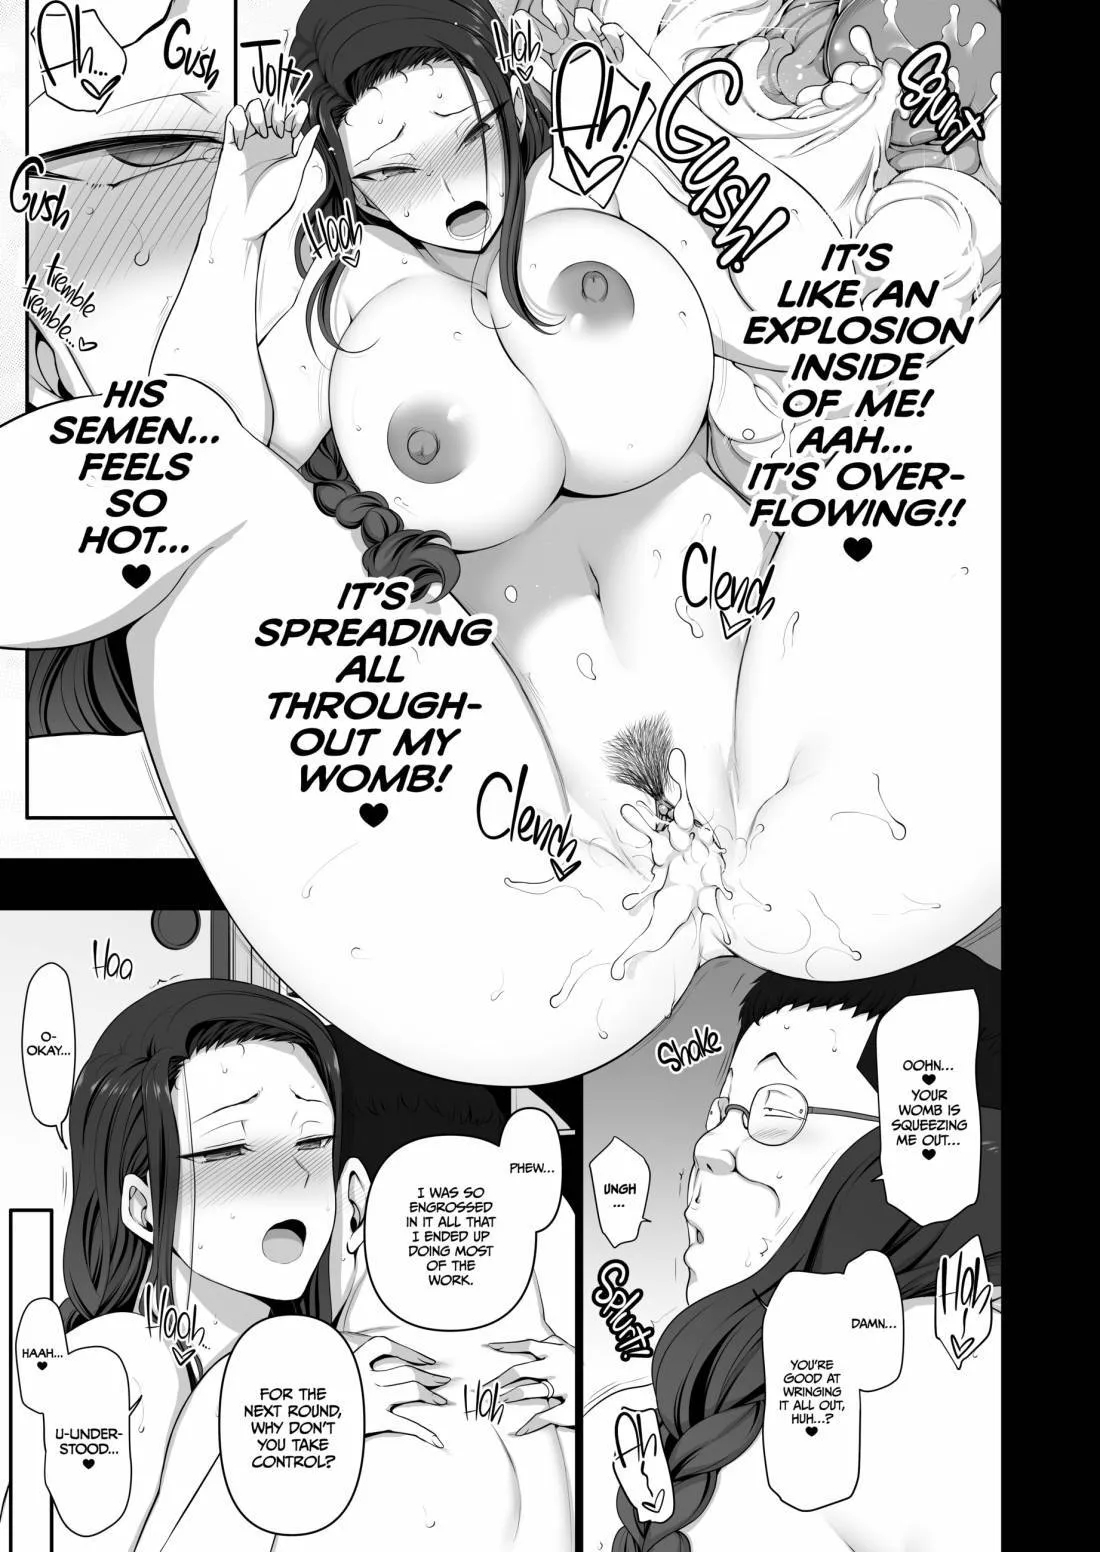 Squirt
Gush!
Ah!
Hah
IT'S
LIKE AN
EXPLOSION
INSIDE
OF ME!
AAH...
IT'S OVER-
FLOWING!!
Jolt!
Gush
Ah...
Gush
tremble
tremble...
Haah
HIS
SEMEN...
FEELS
SO
HOT...
Clench
IT'S
SPREADING
ALL
THROUGH-
OUT MY
WOMB!
Clench
OOHN...
YOUR
WOMB IS
SQUEEZING
ME OUT...
Shake
UNGH
...
Splurt!
Hah
DAMN...
YOU'RE
GOOD AT
WRINGING
IT ALL OUT,
HUH...?
Ah
PHEW...
I WAS SO
ENGROSSED
IN IT ALL THAT
I ENDED UP
DOING MOST
OF THE
WORK.
FOR THE
NEXT ROUND,
WHY DON'T
YOU TAKE
CONTROL?
Hah
Haa
O-
OKAY...
Haah
HAAH...
U-UNDER-
STOOD...